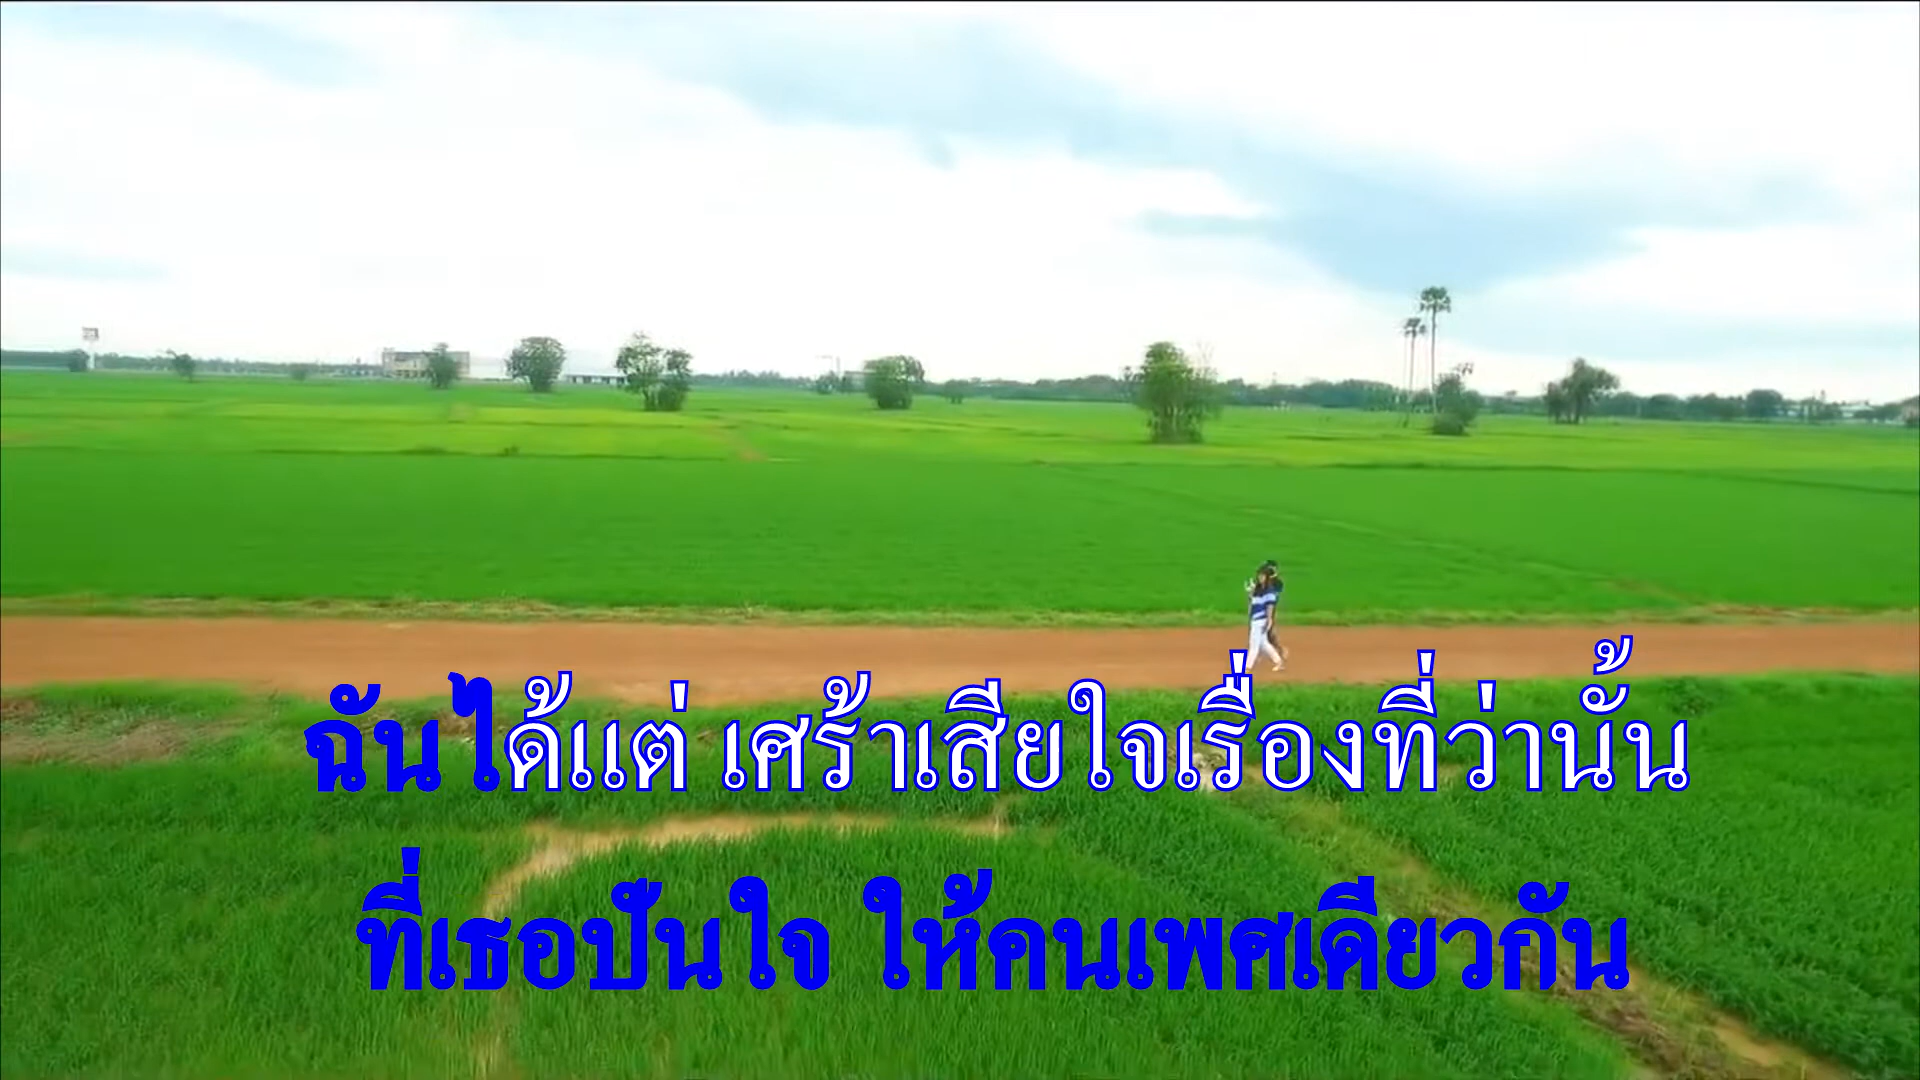 ฉันได้แต่ เศร้าเสียใจเรื่องที่ว่านั้น
ที่เธอปันใจ ให้คนเพศเดียวกัน